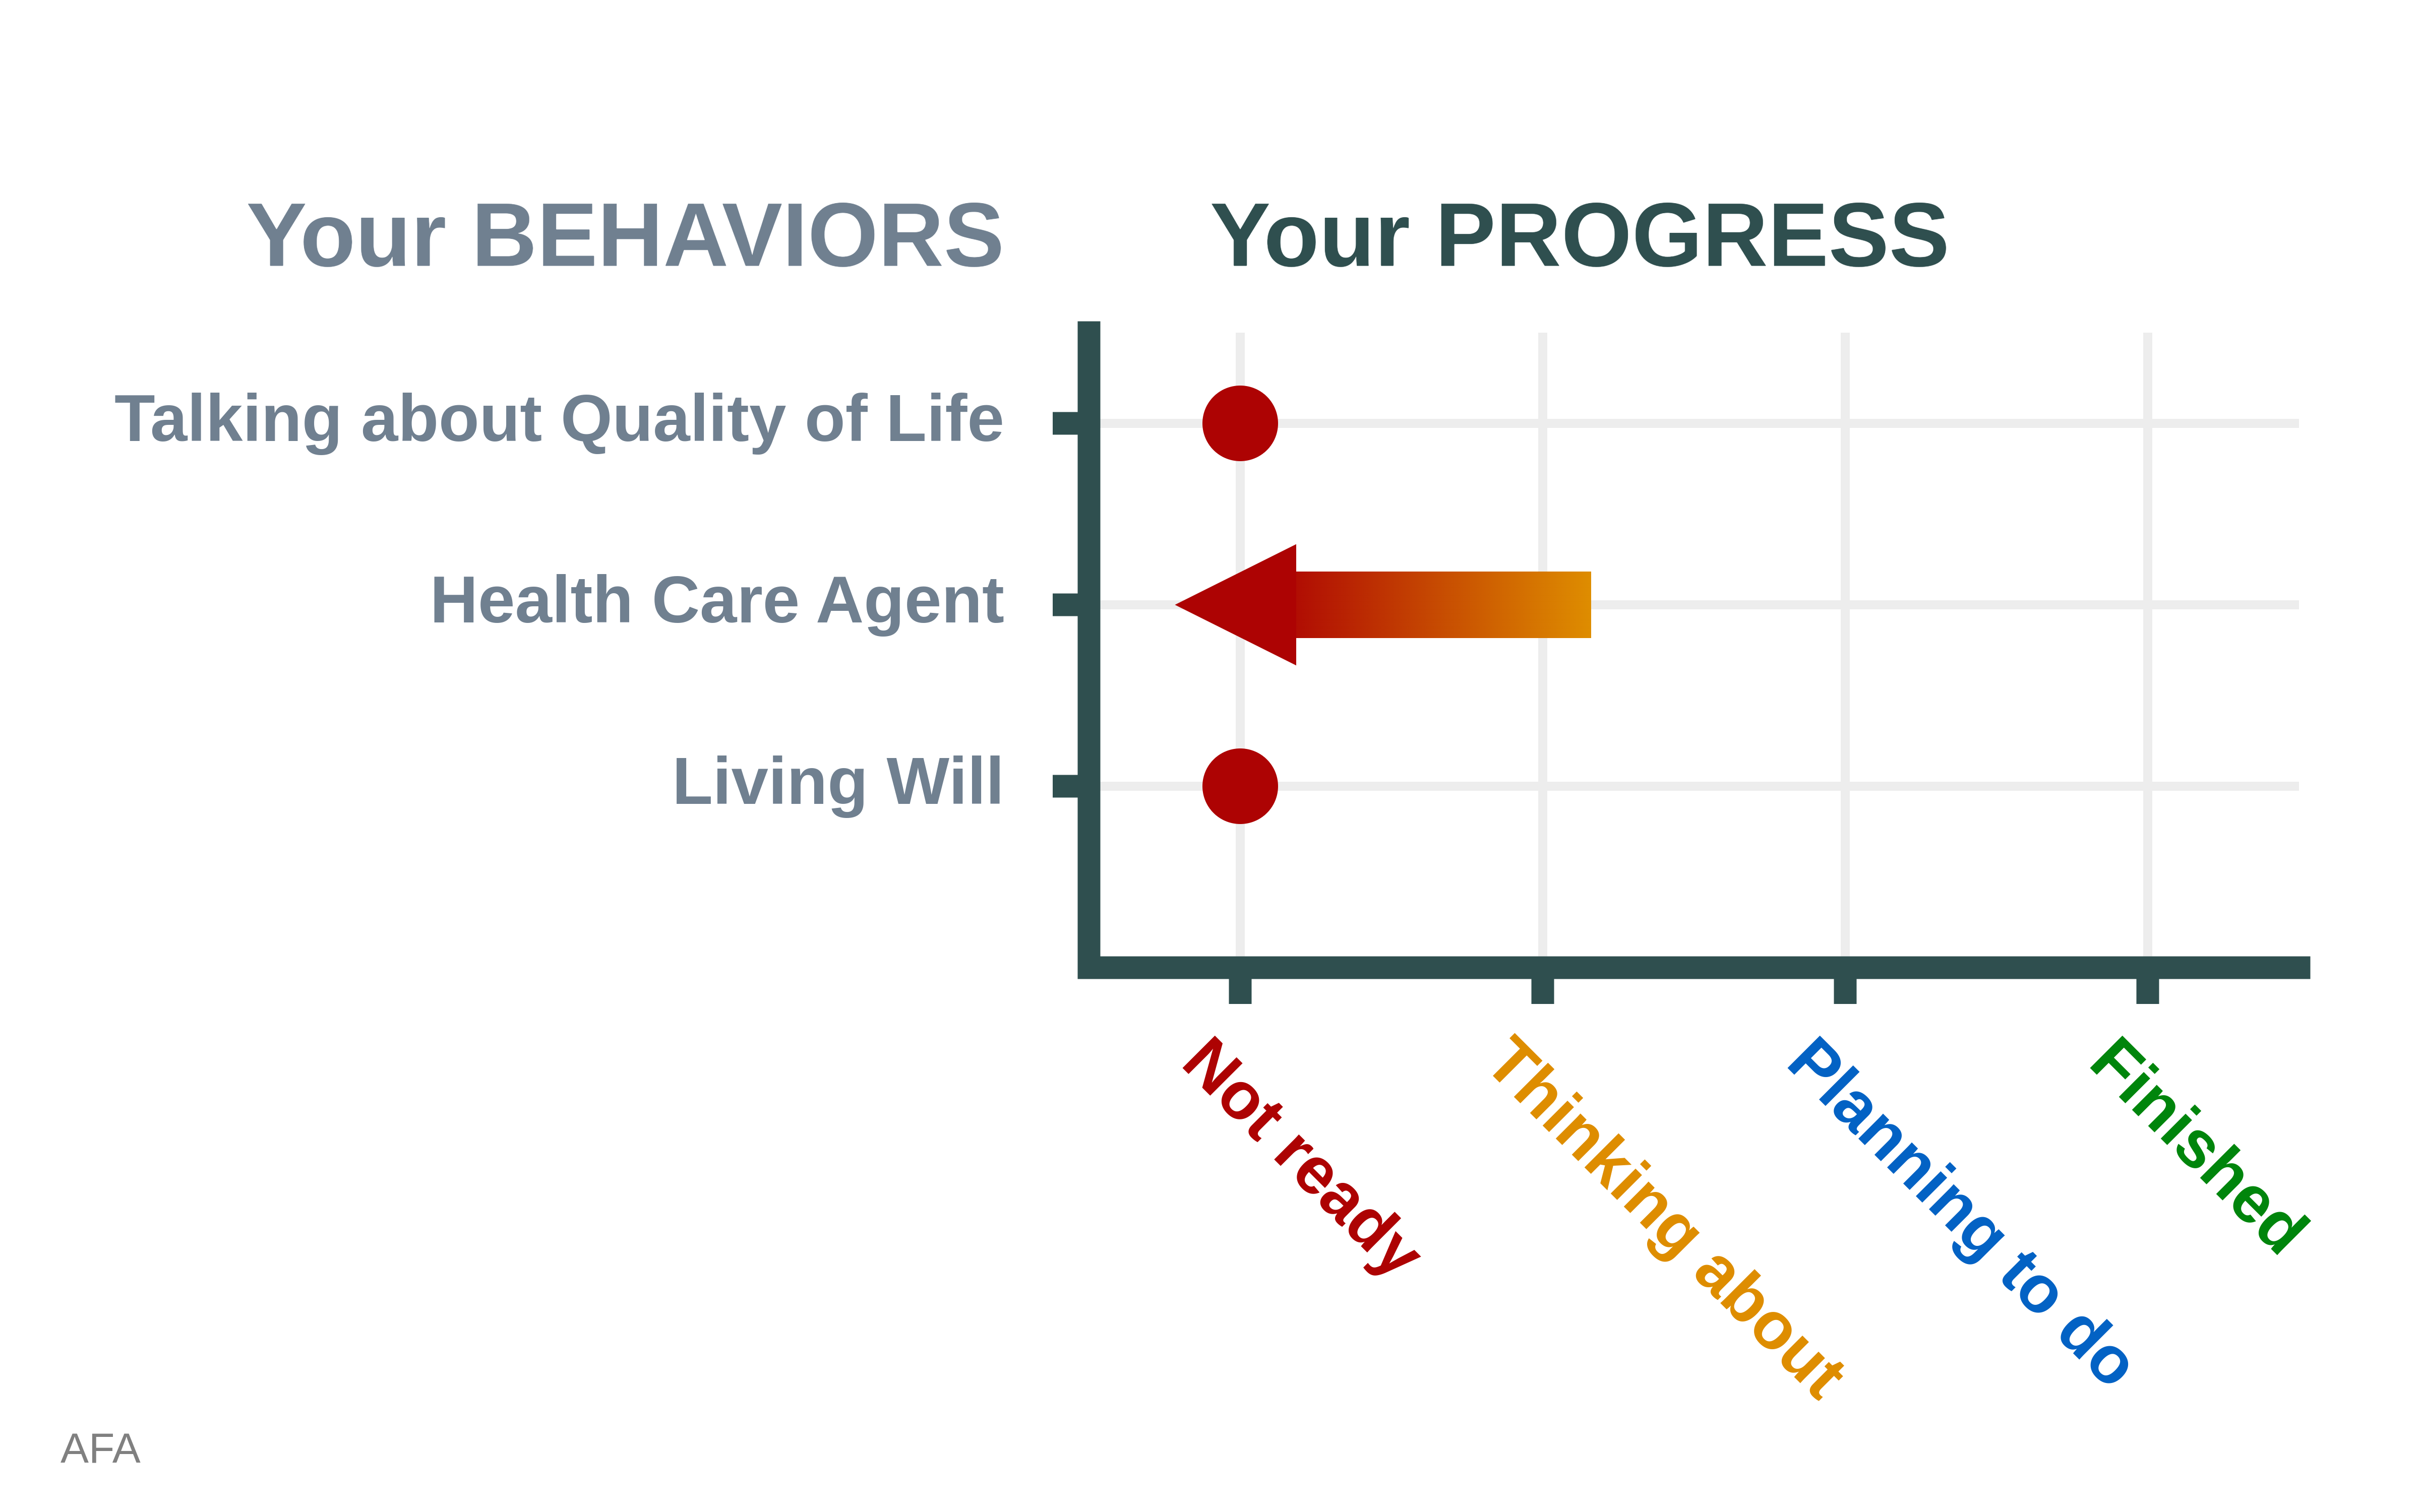 Your BEHAVIORS
Your PROGRESS
Talking about Quality of Life
Health Care Agent
Living Will
Not ready
Thinking about
Planning to do
Finished
AFA